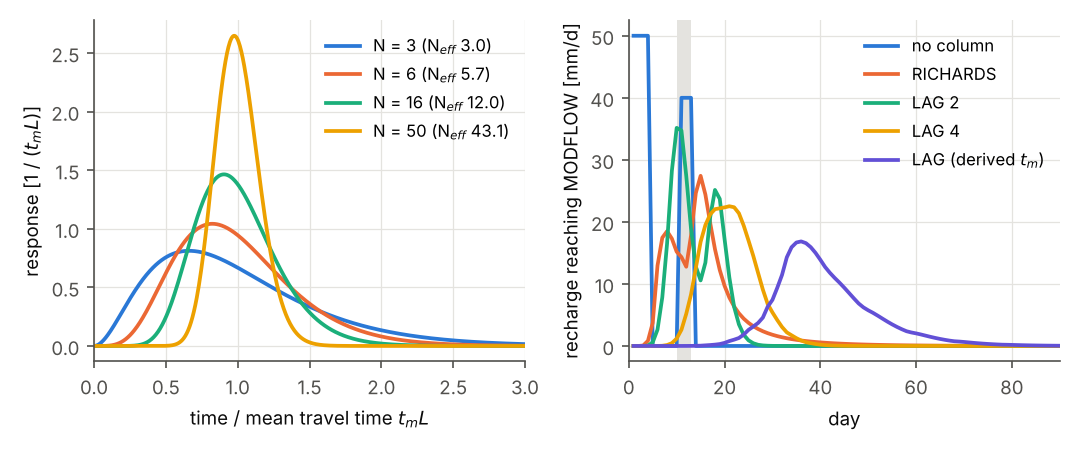 response [1 / (tmL)]
2.5
2.0
1.5
1.0
0.5
0.0
N = 3 (Neff 3.0)
N = 6 (Neff 5.7)
N = 16 (Neff 12.0)
N = 50 (Neff 43.1)
0.0 0.5 1.0 1.5 2.0 2.5 3.0
time / mean travel time tmL
recharge reaching MODFLOW [mm/d]
50
40
30
20
10
0
no column
RICHARDS
LAG 2
LAG 4
LAG (derived tm)
0 20 40 60 80
day